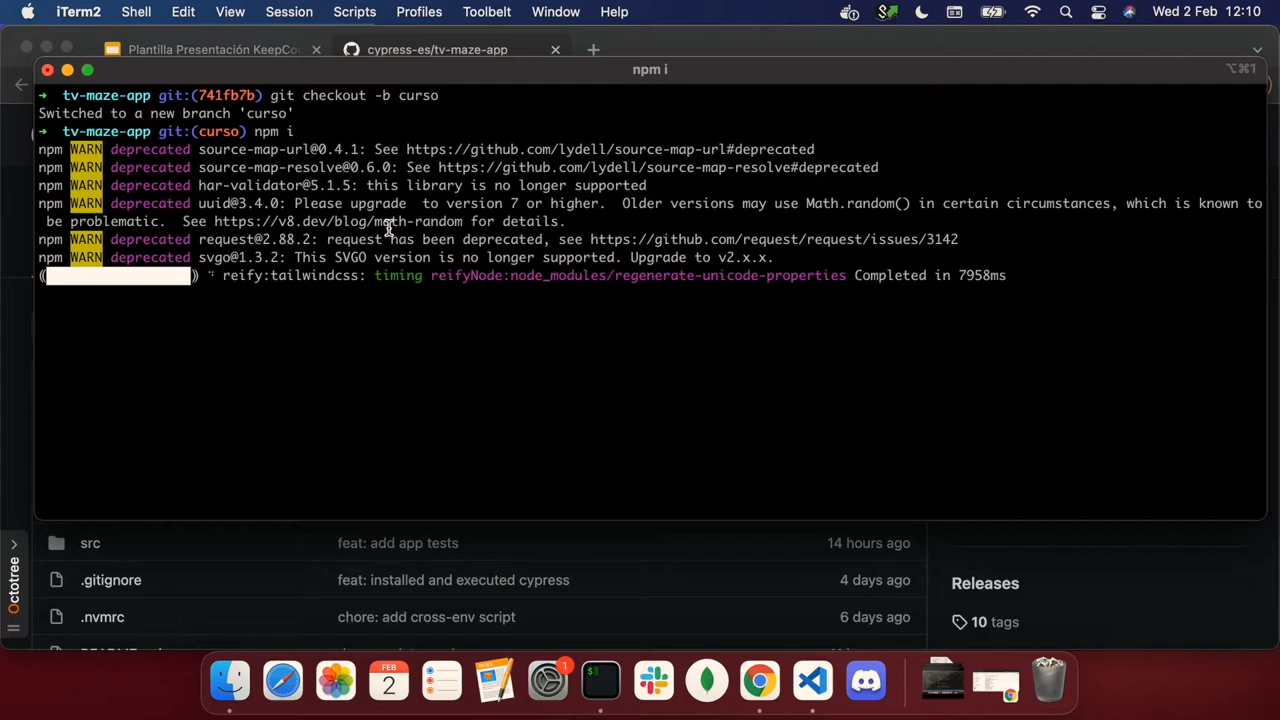 iTerm2 Shell Edit View Session Scripts Profiles Toolbelt Window Help Wed 2 Feb 12:10
Plantilla Presentación KeepCo
cypress-es/tv-maze-app
npm i
⌥⌘1
➜ tv-maze-app git:(741fb7b) git checkout -b curso
Switched to a new branch 'curso'
➜ tv-maze-app git:(curso) npm i
npm WARN deprecated source-map-url@0.4.1: See https://github.com/lydell/source-map-url#deprecated
npm WARN deprecated source-map-resolve@0.6.0: See https://github.com/lydell/source-map-resolve#deprecated
npm WARN deprecated har-validator@5.1.5: this library is no longer supported
npm WARN deprecated uuid@3.4.0: Please upgrade  to version 7 or higher.  Older versions may use Math.random() in certain circumstances, which is known to
be problematic.  See https://v8.dev/blog/math-random for details.
npm WARN deprecated request@2.88.2: request has been deprecated, see https://github.com/request/request/issues/3142
npm WARN deprecated svgo@1.3.2: This SVGO version is no longer supported. Upgrade to v2.x.x.
reify:tailwindcss: timing reifyNode:node_modules/regenerate-unicode-properties Completed in 7958ms
src feat: add app tests 14 hours ago
.gitignore feat: installed and executed cypress 4 days ago
.nvmrc chore: add cross-env script 6 days ago
Releases
10 tags
Octotree
FEB
2
1